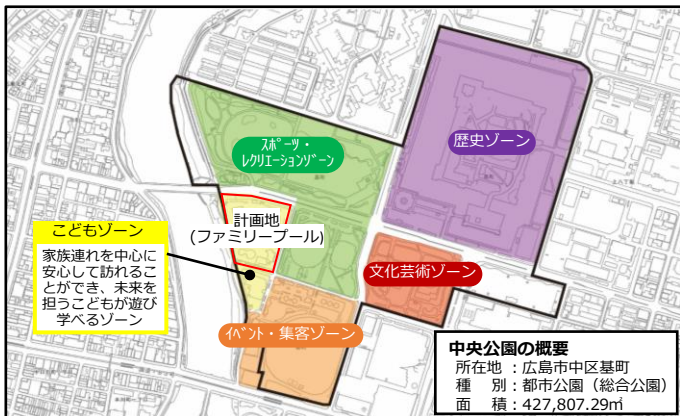 スポーツ・
レクリエーションゾーン
歴史ゾーン
計画地
(ファミリープール)
こどもゾーン
家族連れを中心に
安心して訪れるこ
とができ、未来を
担うこどもが遊び
学べるゾーン
文化芸術ゾーン
イベント・集客ゾーン
中央公園の概要
所在地 ：広島市中区基町
種　別：都市公園（総合公園）
面　積：427,807.29㎡